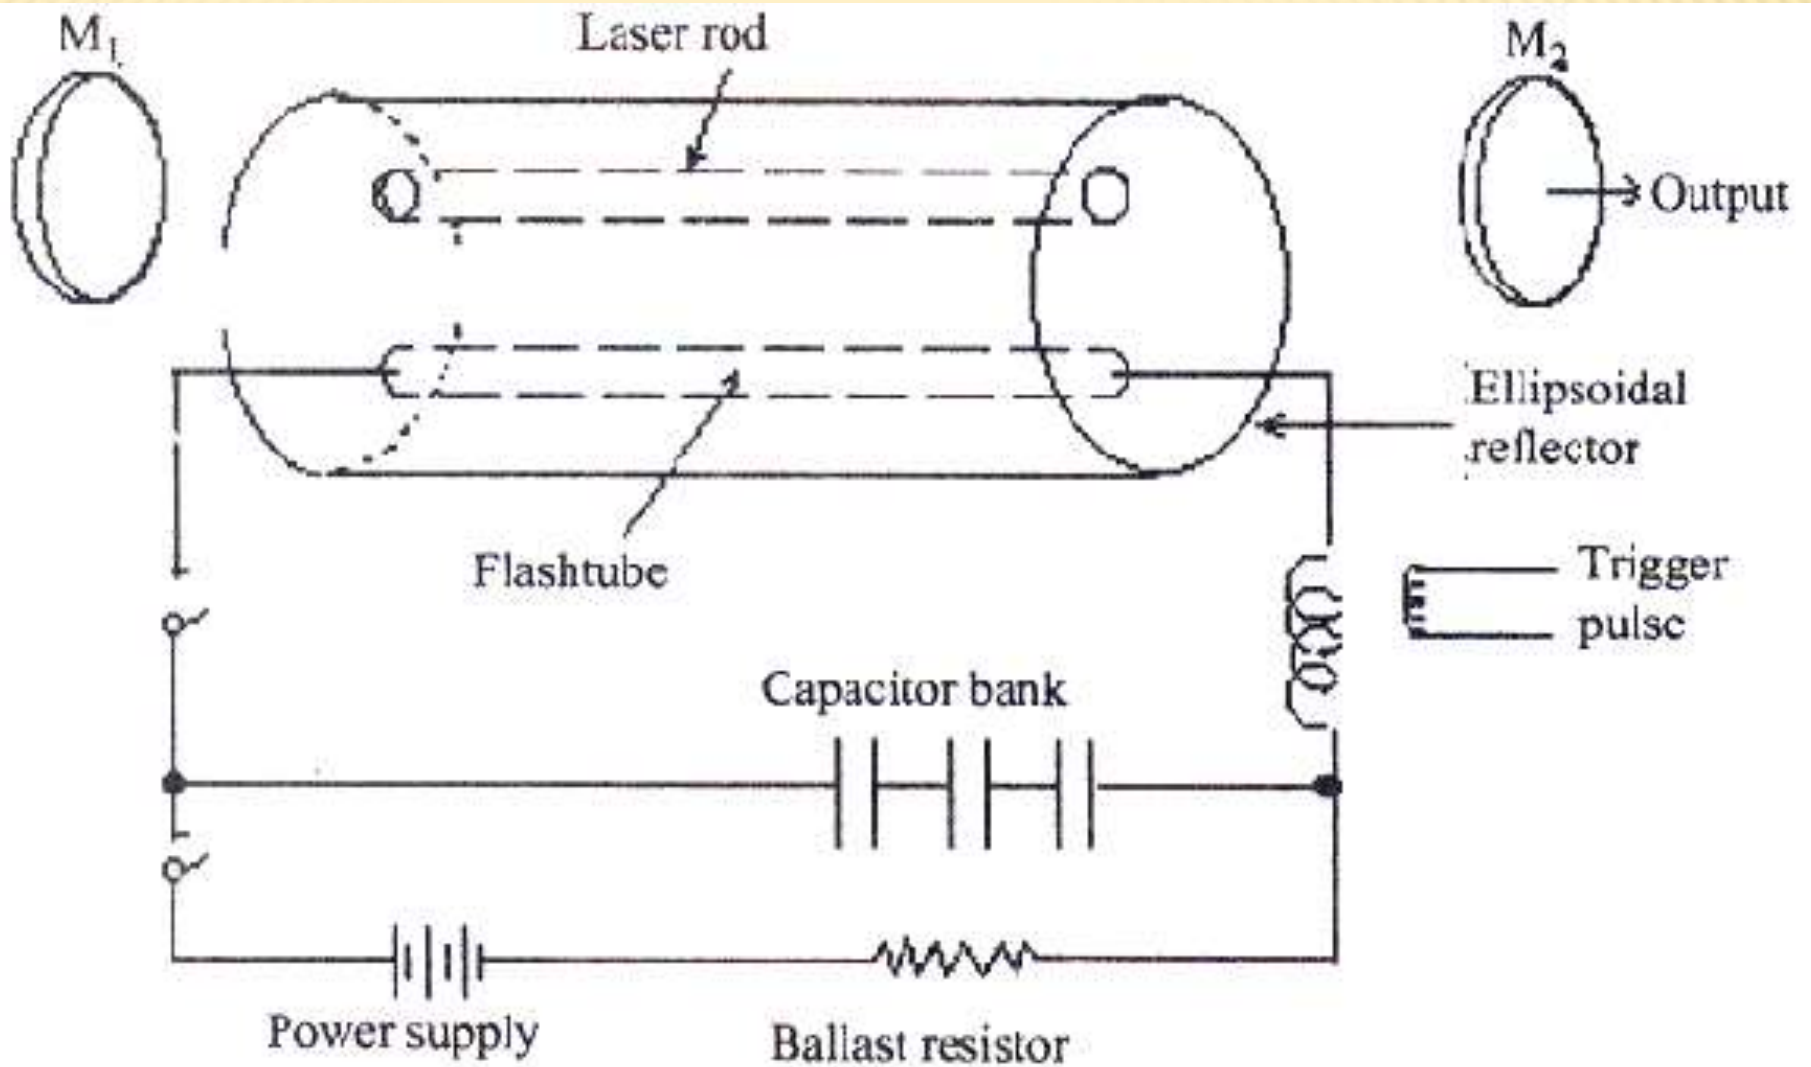 M₁
Laser rod
M₂
Output
Ellipsoidal
reflector
Flashtube
Trigger
pulse
Capacitor bank
Power supply
Ballast resistor